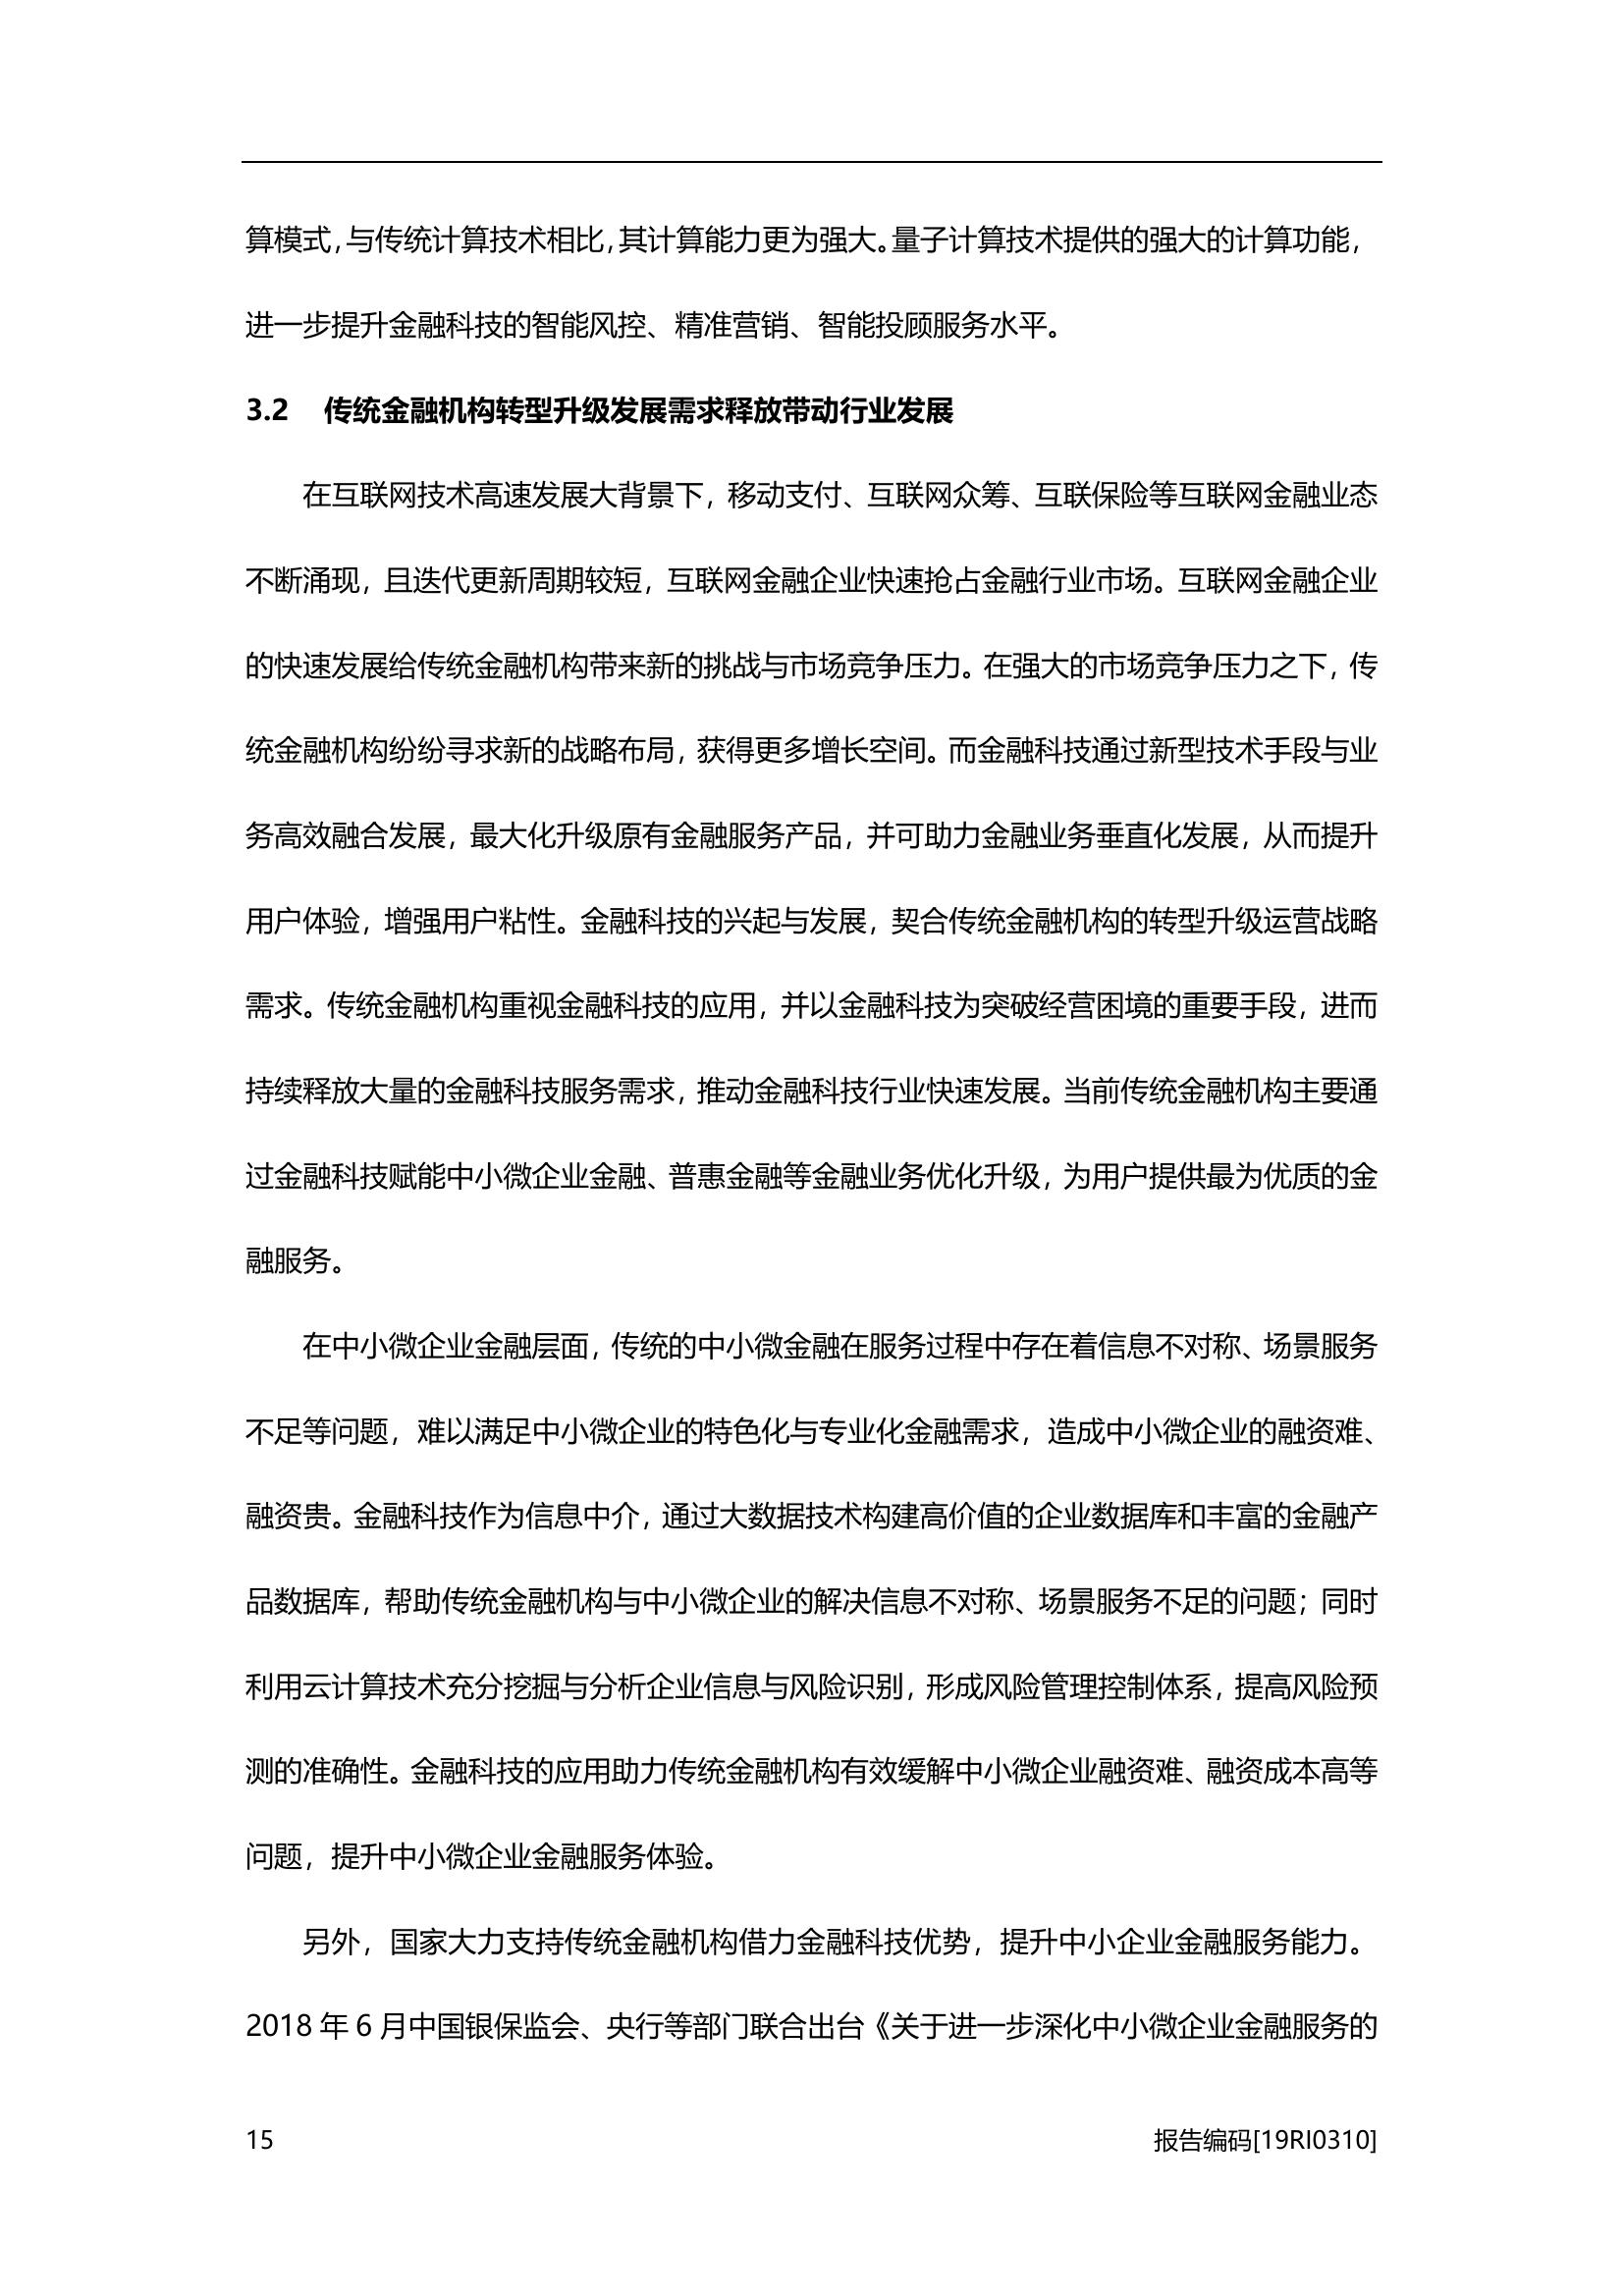 算模式，与传统计算技术相比，其计算能力更为强大。量子计算技术提供的强大的计算功能，
进一步提升金融科技的智能风控、精准营销、智能投顾服务水平。
3.2 传统金融机构转型升级发展需求释放带动行业发展
在互联网技术高速发展大背景下，移动支付、互联网众筹、互联保险等互联网金融业态
不断涌现，且迭代更新周期较短，互联网金融企业快速抢占金融行业市场。互联网金融企业
的快速发展给传统金融机构带来新的挑战与市场竞争压力。在强大的市场竞争压力之下，传
统金融机构纷纷寻求新的战略布局，获得更多增长空间。而金融科技通过新型技术手段与业
务高效融合发展，最大化升级原有金融服务产品，并可助力金融业务垂直化发展，从而提升
用户体验，增强用户粘性。金融科技的兴起与发展，契合传统金融机构的转型升级运营战略
需求。传统金融机构重视金融科技的应用，并以金融科技为突破经营困境的重要手段，进而
持续释放大量的金融科技服务需求，推动金融科技行业快速发展。当前传统金融机构主要通
过金融科技赋能中小微企业金融、普惠金融等金融业务优化升级，为用户提供最为优质的金
融服务。
在中小微企业金融层面，传统的中小微金融在服务过程中存在着信息不对称、场景服务
不足等问题，难以满足中小微企业的特色化与专业化金融需求，造成中小微企业的融资难、
融资贵。金融科技作为信息中介，通过大数据技术构建高价值的企业数据库和丰富的金融产
品数据库，帮助传统金融机构与中小微企业的解决信息不对称、场景服务不足的问题；同时
利用云计算技术充分挖掘与分析企业信息与风险识别，形成风险管理控制体系，提高风险预
测的准确性。金融科技的应用助力传统金融机构有效缓解中小微企业融资难、融资成本高等
问题，提升中小微企业金融服务体验。
另外，国家大力支持传统金融机构借力金融科技优势，提升中小企业金融服务能力。
2018 年 6 月中国银保监会、央行等部门联合出台《关于进一步深化中小微企业金融服务的
15 报告编码[19RI0310]